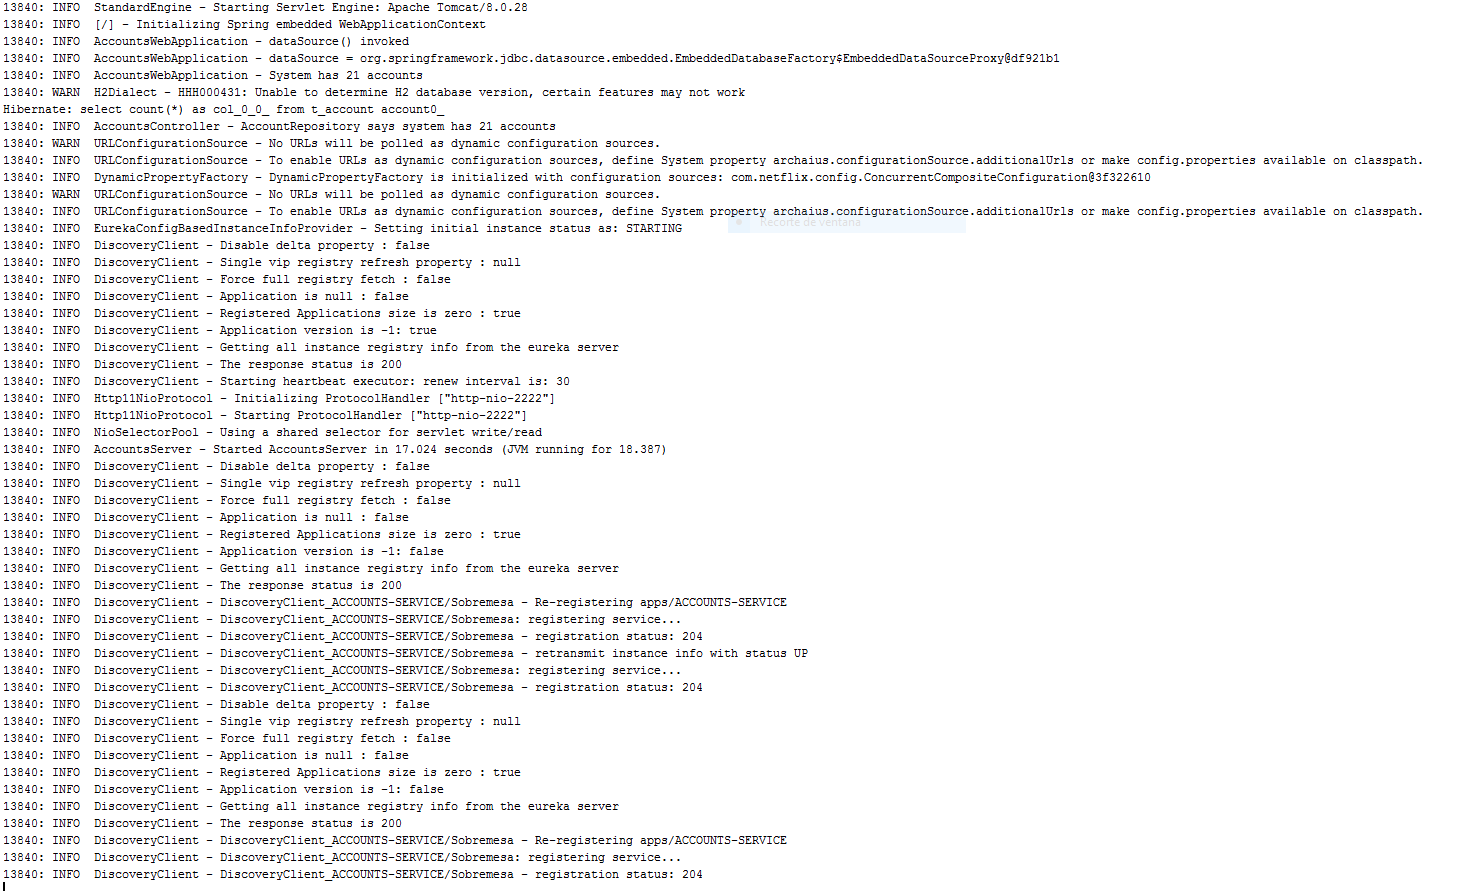 13840: INFO  StandardEngine - Starting Servlet Engine: Apache Tomcat/8.0.28
13840: INFO  [/] - Initializing Spring embedded WebApplicationContext
13840: INFO  AccountsWebApplication - dataSource() invoked
13840: INFO  AccountsWebApplication - dataSource = org.springframework.jdbc.datasource.embedded.EmbeddedDatabaseFactory$EmbeddedDataSourceProxy@df921b1
13840: INFO  AccountsWebApplication - System has 21 accounts
13840: WARN  H2Dialect - HHH000431: Unable to determine H2 database version, certain features may not work
Hibernate: select count(*) as col_0_0_ from t_account account0_
13840: INFO  AccountsController - AccountRepository says system has 21 accounts
13840: WARN  URLConfigurationSource - No URLs will be polled as dynamic configuration sources.
13840: INFO  URLConfigurationSource - To enable URLs as dynamic configuration sources, define System property archaius.configurationSource.additionalUrls or make config.properties available on classpath.
13840: INFO  DynamicPropertyFactory - DynamicPropertyFactory is initialized with configuration sources: com.netflix.config.ConcurrentCompositeConfiguration@3f322610
13840: WARN  URLConfigurationSource - No URLs will be polled as dynamic configuration sources.
13840: INFO  URLConfigurationSource - To enable URLs as dynamic configuration sources, define System property archaius.configurationSource.additionalUrls or make config.properties available on classpath.
Recorte de ventana
13840: INFO  EurekaConfigBasedInstanceInfoProvider - Setting initial instance status as: STARTING
13840: INFO  DiscoveryClient - Disable delta property : false
13840: INFO  DiscoveryClient - Single vip registry refresh property : null
13840: INFO  DiscoveryClient - Force full registry fetch : false
13840: INFO  DiscoveryClient - Application is null : false
13840: INFO  DiscoveryClient - Registered Applications size is zero : true
13840: INFO  DiscoveryClient - Application version is -1: true
13840: INFO  DiscoveryClient - Getting all instance registry info from the eureka server
13840: INFO  DiscoveryClient - The response status is 200
13840: INFO  DiscoveryClient - Starting heartbeat executor: renew interval is: 30
13840: INFO  Http11NioProtocol - Initializing ProtocolHandler ["http-nio-2222"]
13840: INFO  Http11NioProtocol - Starting ProtocolHandler ["http-nio-2222"]
13840: INFO  NioSelectorPool - Using a shared selector for servlet write/read
13840: INFO  AccountsServer - Started AccountsServer in 17.024 seconds (JVM running for 18.387)
13840: INFO  DiscoveryClient - Disable delta property : false
13840: INFO  DiscoveryClient - Single vip registry refresh property : null
13840: INFO  DiscoveryClient - Force full registry fetch : false
13840: INFO  DiscoveryClient - Application is null : false
13840: INFO  DiscoveryClient - Registered Applications size is zero : true
13840: INFO  DiscoveryClient - Application version is -1: false
13840: INFO  DiscoveryClient - Getting all instance registry info from the eureka server
13840: INFO  DiscoveryClient - The response status is 200
13840: INFO  DiscoveryClient - DiscoveryClient_ACCOUNTS-SERVICE/Sobremesa - Re-registering apps/ACCOUNTS-SERVICE
13840: INFO  DiscoveryClient - DiscoveryClient_ACCOUNTS-SERVICE/Sobremesa: registering service...
13840: INFO  DiscoveryClient - DiscoveryClient_ACCOUNTS-SERVICE/Sobremesa - registration status: 204
13840: INFO  DiscoveryClient - DiscoveryClient_ACCOUNTS-SERVICE/Sobremesa - retransmit instance info with status UP
13840: INFO  DiscoveryClient - DiscoveryClient_ACCOUNTS-SERVICE/Sobremesa: registering service...
13840: INFO  DiscoveryClient - DiscoveryClient_ACCOUNTS-SERVICE/Sobremesa - registration status: 204
13840: INFO  DiscoveryClient - Disable delta property : false
13840: INFO  DiscoveryClient - Single vip registry refresh property : null
13840: INFO  DiscoveryClient - Force full registry fetch : false
13840: INFO  DiscoveryClient - Application is null : false
13840: INFO  DiscoveryClient - Registered Applications size is zero : true
13840: INFO  DiscoveryClient - Application version is -1: false
13840: INFO  DiscoveryClient - Getting all instance registry info from the eureka server
13840: INFO  DiscoveryClient - The response status is 200
13840: INFO  DiscoveryClient - DiscoveryClient_ACCOUNTS-SERVICE/Sobremesa - Re-registering apps/ACCOUNTS-SERVICE
13840: INFO  DiscoveryClient - DiscoveryClient_ACCOUNTS-SERVICE/Sobremesa: registering service...
13840: INFO  DiscoveryClient - DiscoveryClient_ACCOUNTS-SERVICE/Sobremesa - registration status: 204